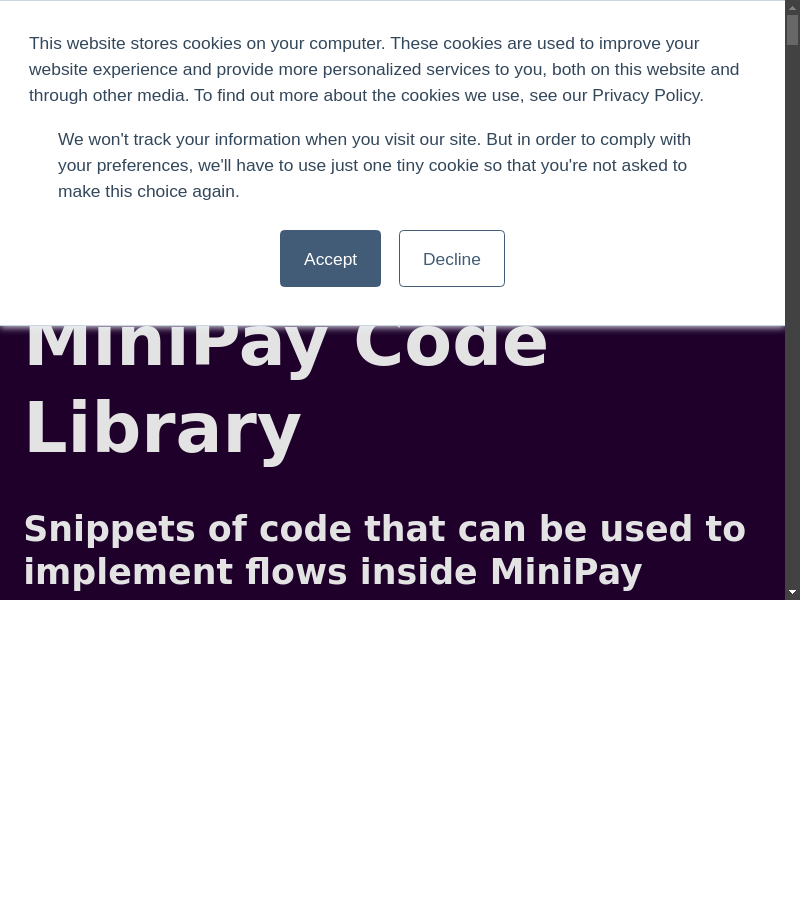 This website stores cookies on your computer. These cookies are used to improve your
website experience and provide more personalized services to you, both on this website and
through other media. To find out more about the cookies we use, see our Privacy Policy.
We won't track your information when you visit our site. But in order to comply with
your preferences, we'll have to use just one tiny cookie so that you're not asked to
make this choice again.
Accept
Decline
MiniPay Code
Library
Snippets of code that can be used to
implement flows inside MiniPay